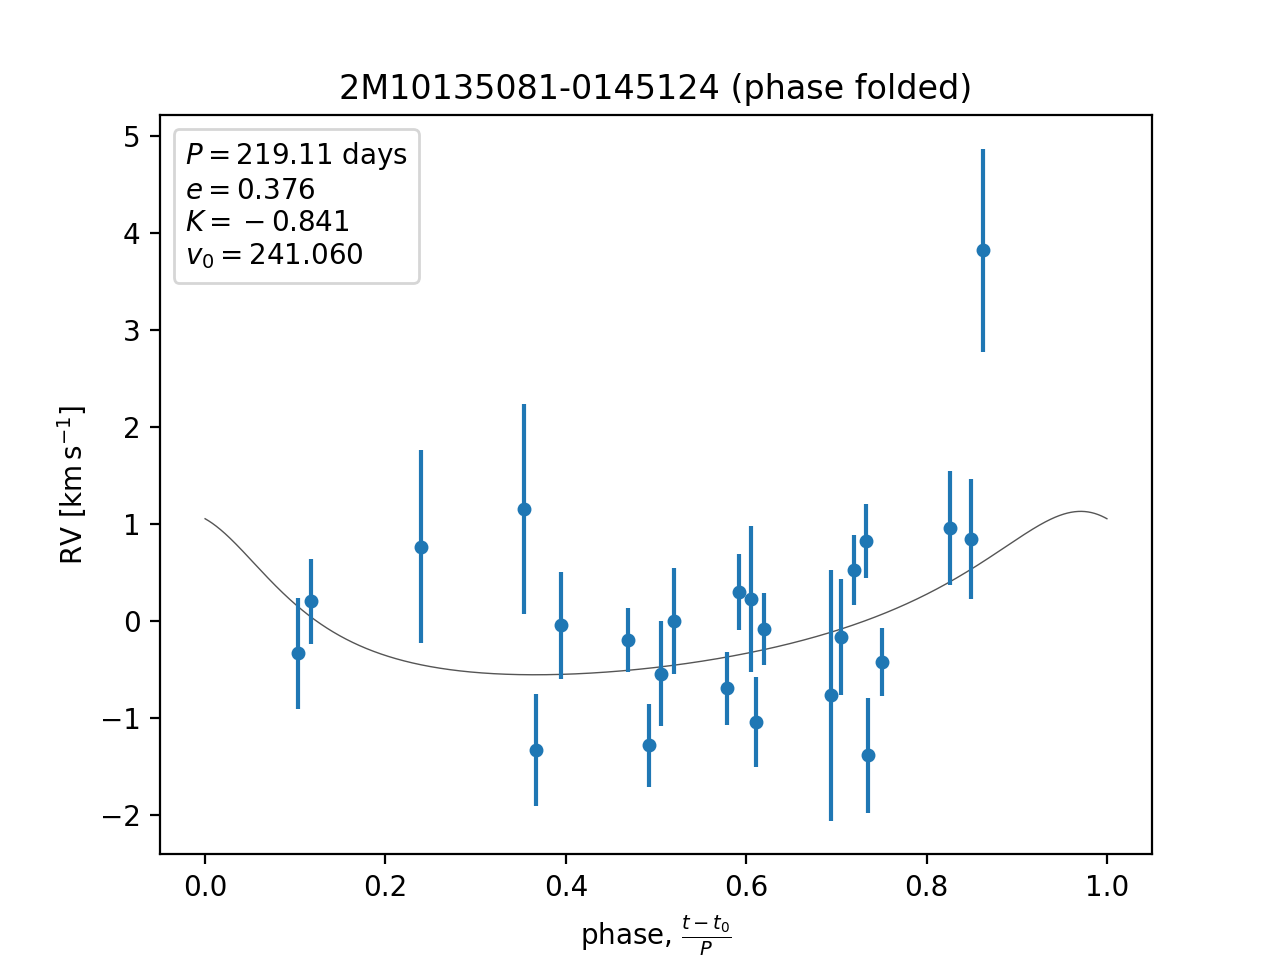 2M10135081-0145124 (phase folded)
P = 219.11 days
e = 0.376
K = −0.841
v₀ = 241.060
RV [km s⁻¹]
5
4
3
2
1
0
−1
−2
0.0 0.2 0.4 0.6 0.8 1.0
phase, (t − t₀)/P